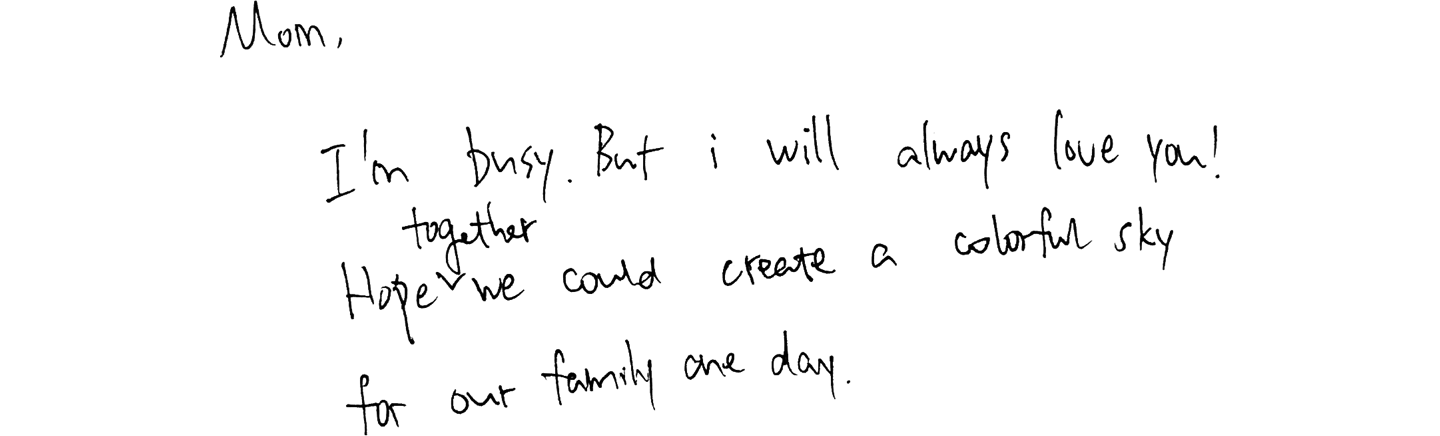 Mom,
I'm busy. But i will always love you!
together
Hope we could create a colorful sky
for our family one day.